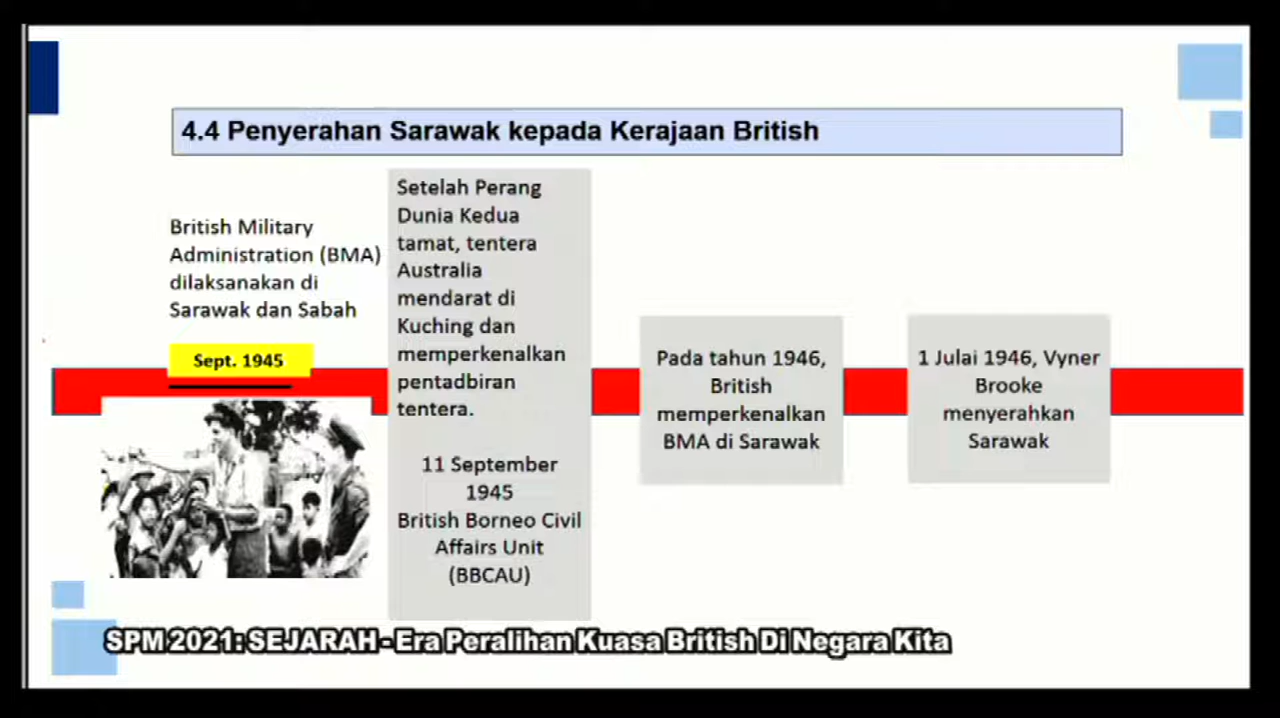 4.4 Penyerahan Sarawak kepada Kerajaan British
British Military
Administration (BMA)
dilaksanakan di
Sarawak dan Sabah
Sept. 1945
Setelah Perang
Dunia Kedua
tamat, tentera
Australia
mendarat di
Kuching dan
memperkenalkan
pentadbiran
tentera.
11 September
1945
British Borneo Civil
Affairs Unit
(BBCAU)
Pada tahun 1946,
British
memperkenalkan
BMA di Sarawak
1 Julai 1946, Vyner
Brooke
menyerahkan
Sarawak
SPM 2021: SEJARAH - Era Peralihan Kuasa British Di Negara Kita